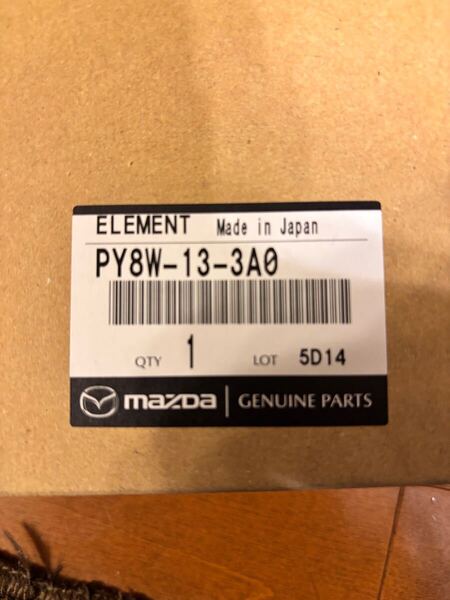 ELEMENT Made in Japan
PY8W-13-3A0
QTY 1 LOT 5D14
mazda GENUINE PARTS